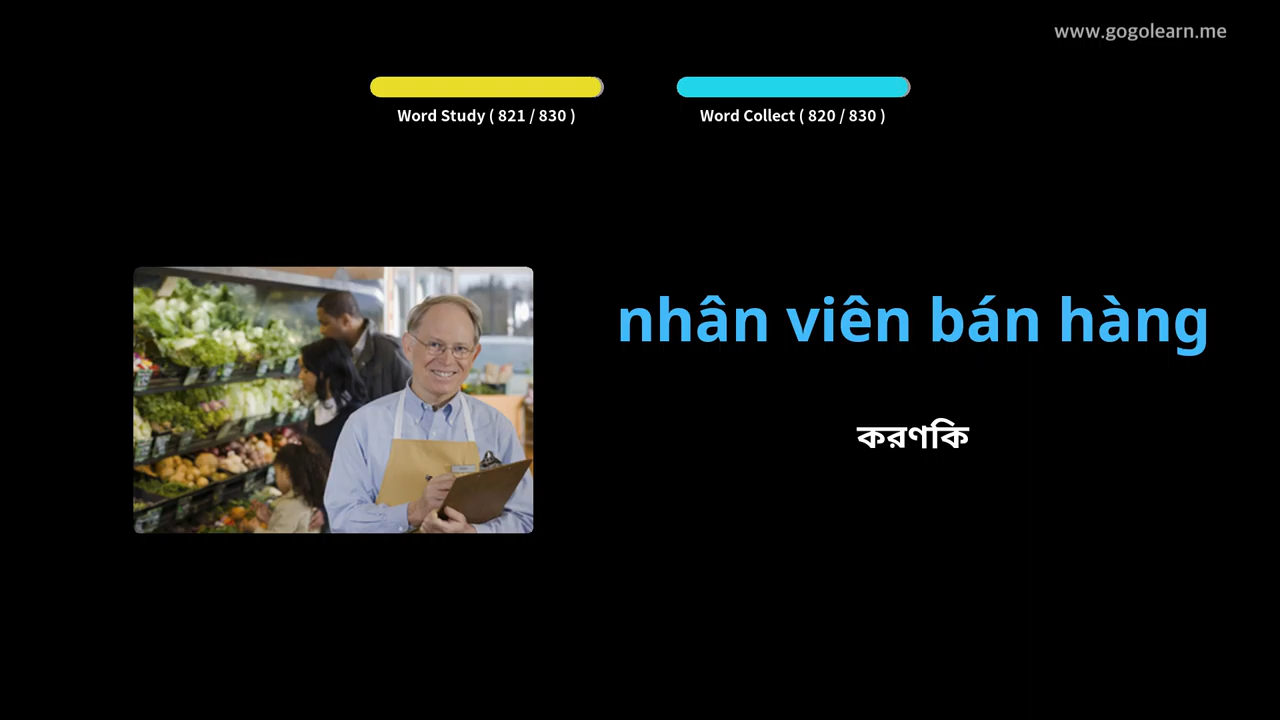 www.gogolearn.me
Word Study ( 821 / 830 )
Word Collect ( 820 / 830 )
nhân viên bán hàng
করণকি